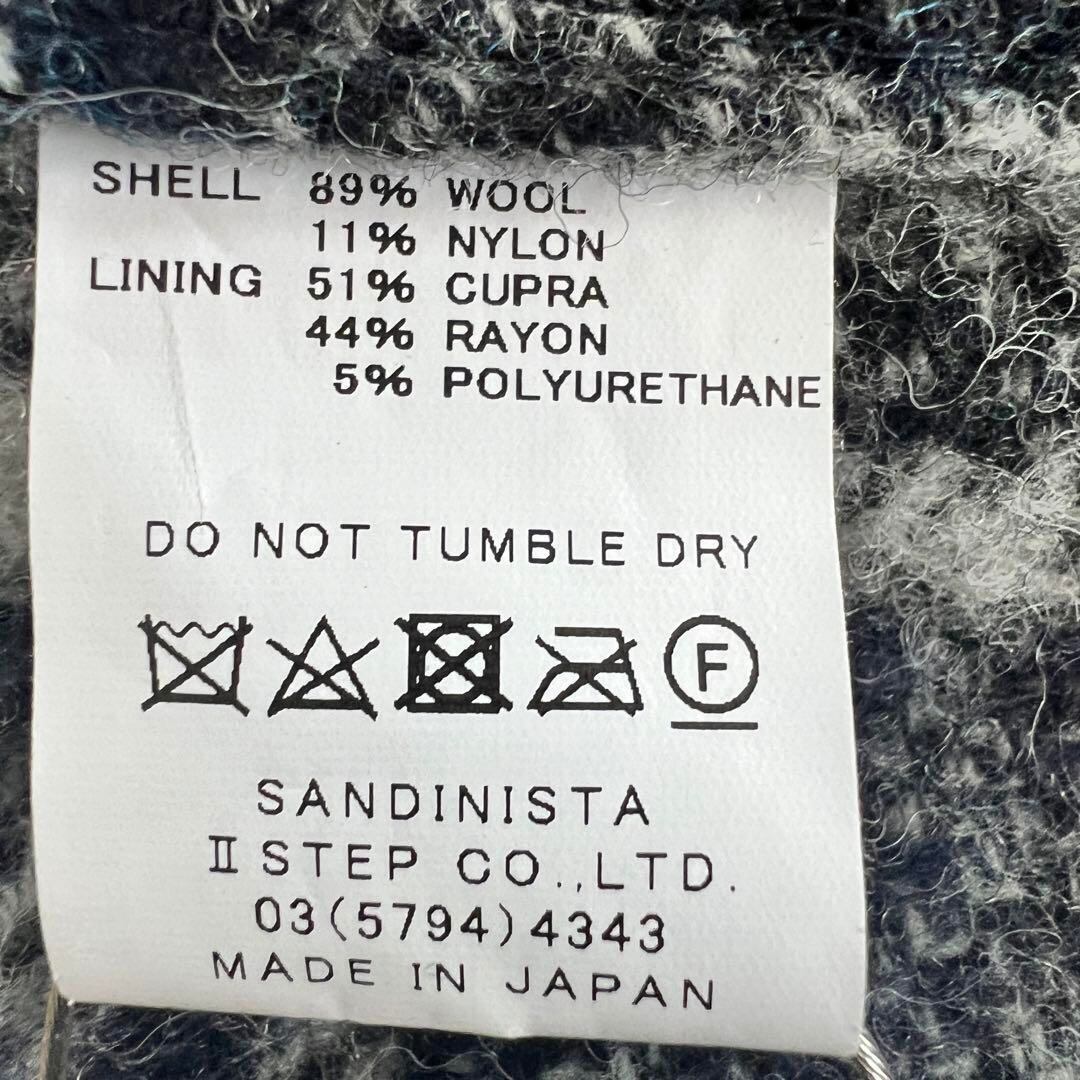 SHELL 89% WOOL
11% NYLON
LINING 51% CUPRA
44% RAYON
5% POLYURETHANE
DO NOT TUMBLE DRY
F
SANDINISTA
Ⅱ STEP CO.,LTD.
03(5794)4343
MADE IN JAPAN